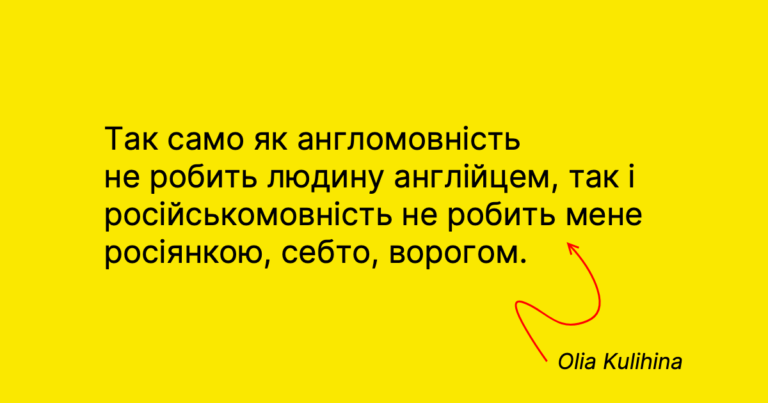 Так само як англомовність
не робить людину англійцем, так і
російськомовність не робить мене
росіянкою, себто, ворогом.
Olia Kulihina